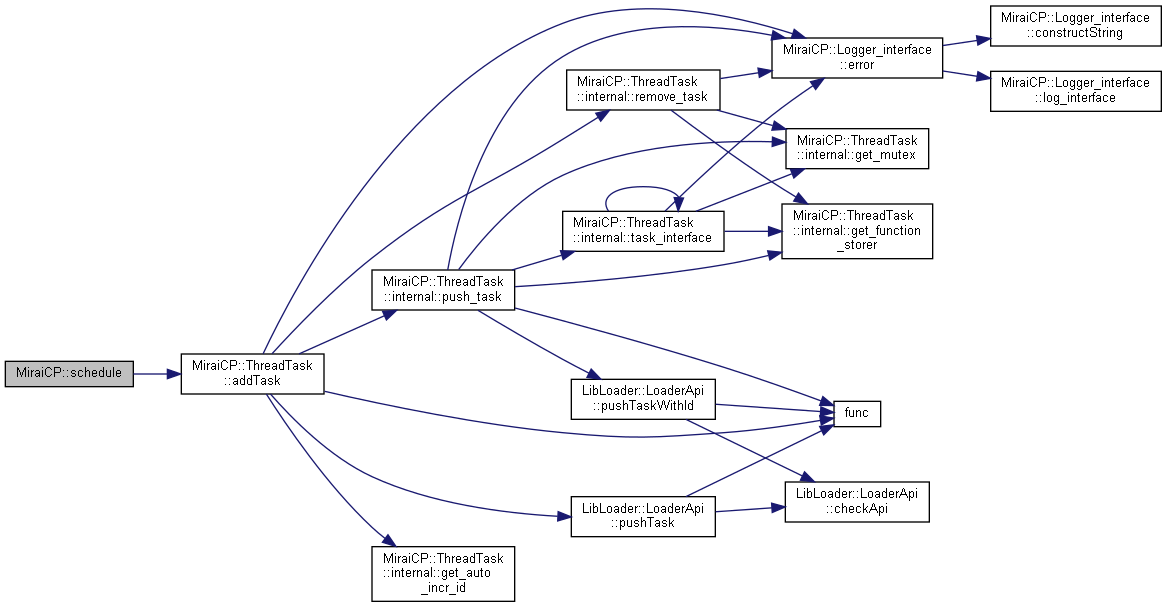 MiraiCP::schedule
MiraiCP::ThreadTask
::addTask
MiraiCP::ThreadTask
::internal::push_task
MiraiCP::ThreadTask
::internal::get_auto
_incr_id
MiraiCP::ThreadTask
::internal::remove_task
MiraiCP::ThreadTask
::internal::task_interface
LibLoader::LoaderApi
::pushTaskWithId
LibLoader::LoaderApi
::pushTask
MiraiCP::Logger_interface
::error
MiraiCP::ThreadTask
::internal::get_mutex
MiraiCP::ThreadTask
::internal::get_function
_storer
func
LibLoader::LoaderApi
::checkApi
MiraiCP::Logger_interface
::constructString
MiraiCP::Logger_interface
::log_interface